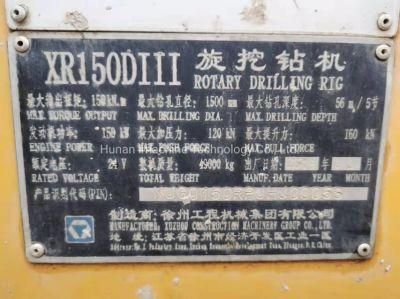 XR150DIII 旋挖钻机
ROTARY DRILLING RIG
最大输出扭矩: 150kN.m 最大钻孔直径: 1500 mm 最大钻孔深度: 56 m/5节
MAX. TORQUE OUTPUT MAX. DRILLING DIA. MAX. DRILLING DEPTH
发动机功率: 150 kW 最大加压力: 120 kN 最大提升力: 160 kN
ENGINE POWER MAX. PUSH FORCE MAX. PULL FORCE
额定电压: 24V 整机质量: 49000 kg 出厂日期: 年 月
RATED VOLTAGE TOTAL WEIGHT YEAR MONTH
产品识别代码(PIN):
制造商: 徐州工程机械集团有限公司
MANUFACTURER: XUZHOU CONSTRUCTION MACHINERY GROUP CO., LTD.
地 址: 江苏省徐州市经济开发区工业一区